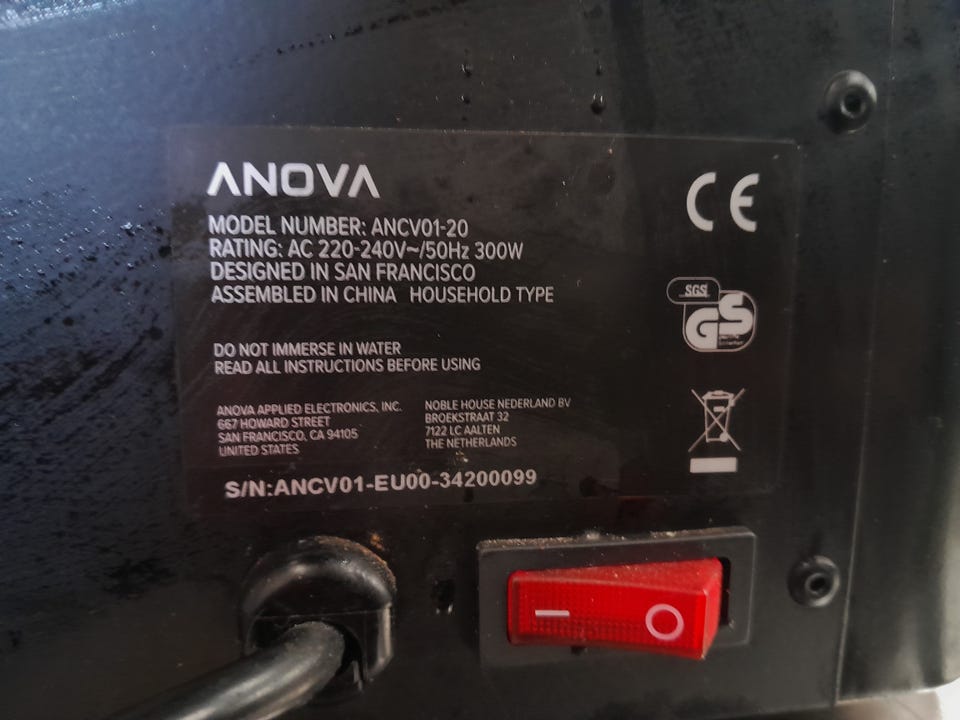 ANOVA
MODEL NUMBER: ANCV01-20
RATING: AC 220-240V~/50Hz 300W
DESIGNED IN SAN FRANCISCO
ASSEMBLED IN CHINA HOUSEHOLD TYPE
DO NOT IMMERSE IN WATER
READ ALL INSTRUCTIONS BEFORE USING
ANOVA APPLIED ELECTRONICS, INC.
667 HOWARD STREET
SAN FRANCISCO, CA 94105
UNITED STATES
NOBLE HOUSE NEDERLAND BV
BROEKSTRAAT 32
7122 LC AALTEN
THE NETHERLANDS
S/N:ANCV01-EU00-34200099
CE
SGS
GS